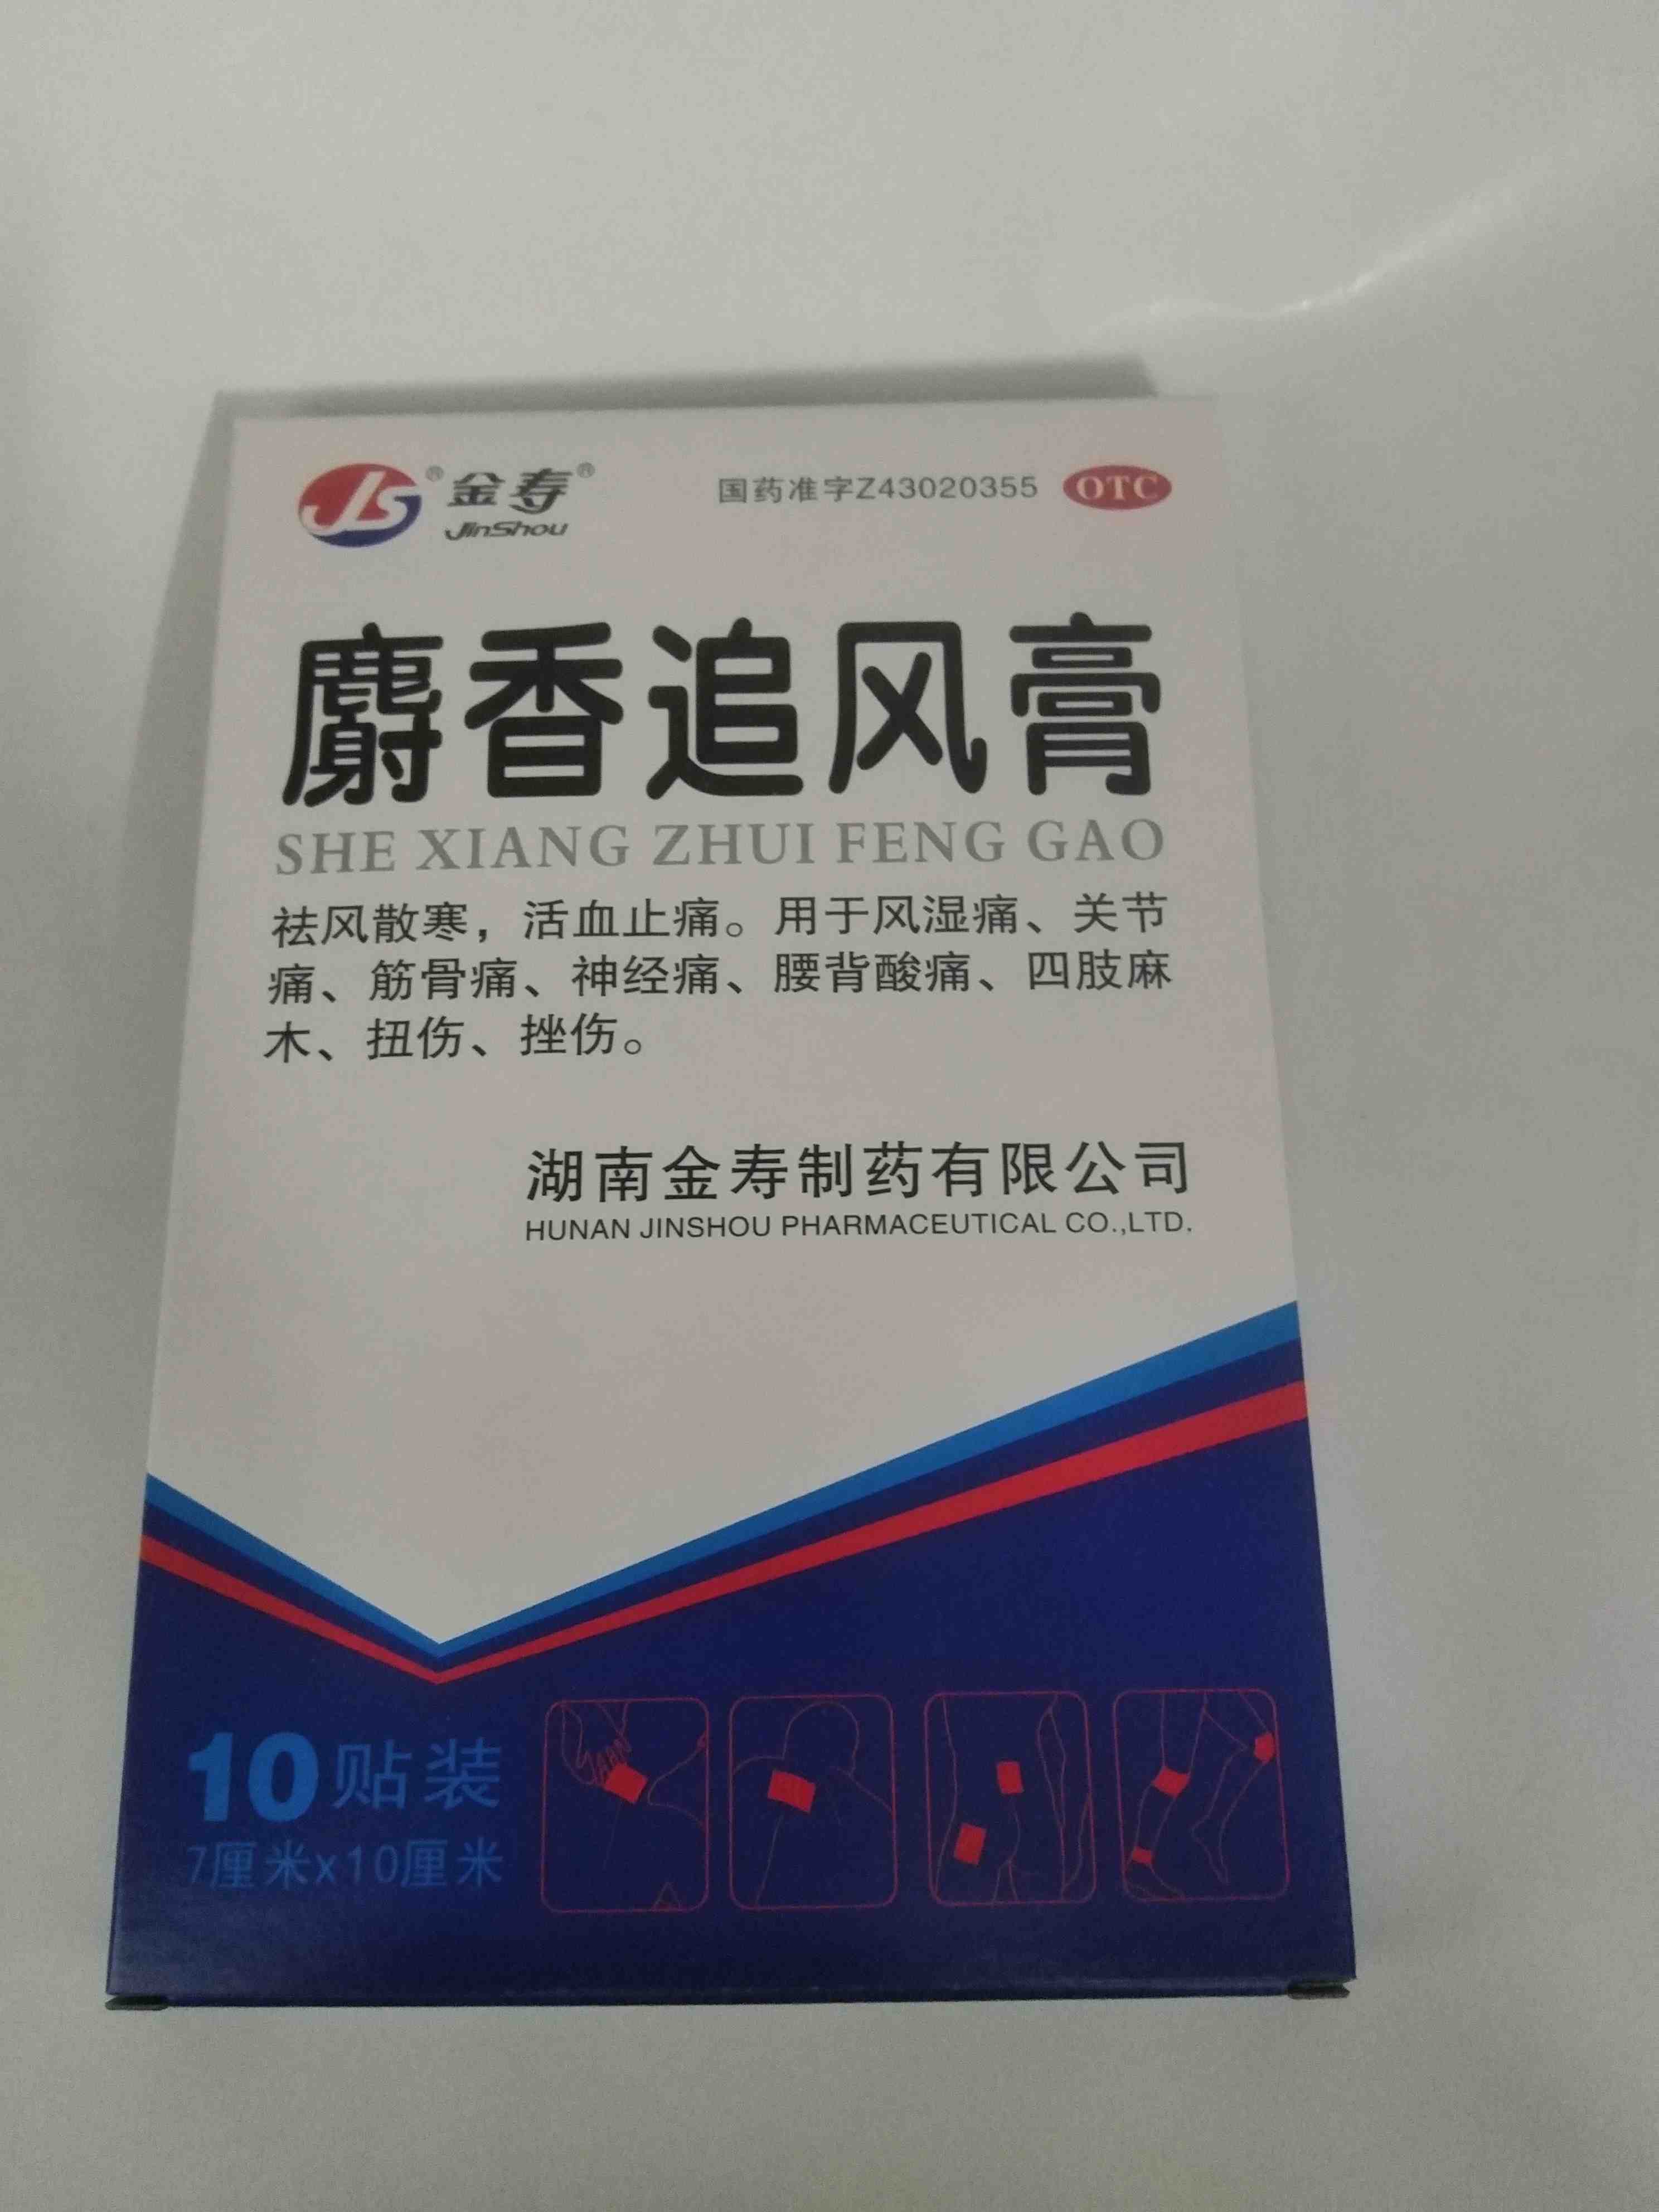 JS® 金寿® 国药准字Z43020355 OTC
JinShou
麝香追风膏
SHE XIANG ZHUI FENG GAO
祛风散寒，活血止痛。用于风湿痛、关节
痛、筋骨痛、神经痛、腰背酸痛、四肢麻
木、扭伤、挫伤。
湖南金寿制药有限公司
HUNAN JINSHOU PHARMACEUTICAL CO.,LTD.
10贴装
7厘米x10厘米